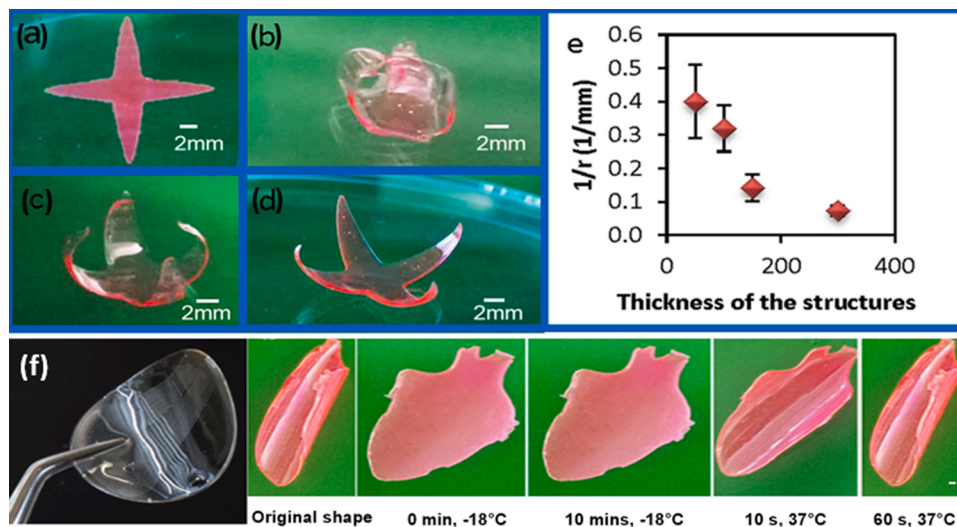 (a)
2mm
(b)
2mm
(c)
2mm
(d)
2mm
e
1/r (1/mm)
0.6
0.5
0.4
0.3
0.2
0.1
0.0
0 200 400
Thickness of the structures
(f)
Original shape 0 min, -18°C 10 mins, -18°C 10 s, 37°C 60 s, 37°C